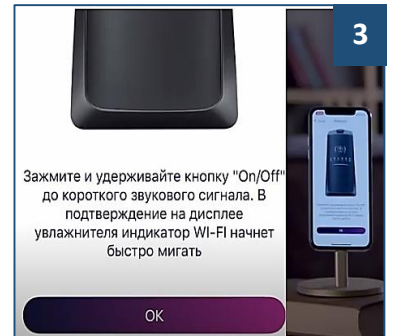 3
Зажмите и удерживайте кнопку "On/Off"
до короткого звукового сигнала. В
подтверждение на дисплее
увлажнителя индикатор WI-FI начнет
быстро мигать
OK